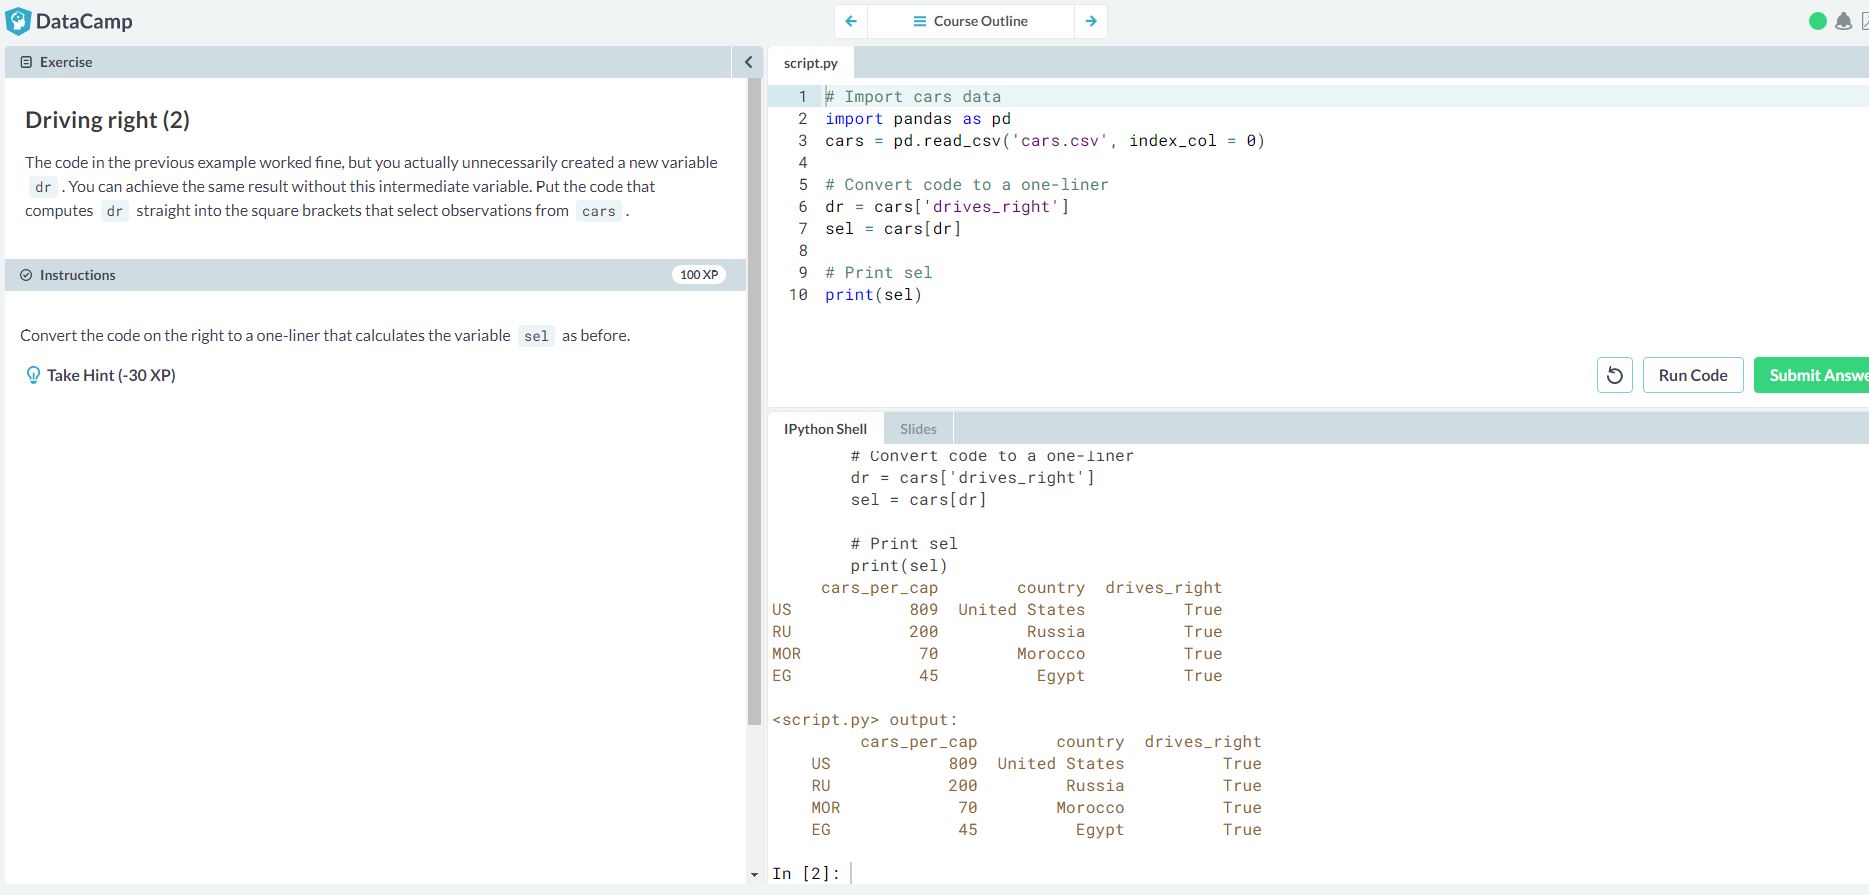 DataCamp
Course Outline
Exercise
Driving right (2)
The code in the previous example worked fine, but you actually unnecessarily created a new variable
dr . You can achieve the same result without this intermediate variable. Put the code that
computes dr straight into the square brackets that select observations from cars .
Instructions
100 XP
Convert the code on the right to a one-liner that calculates the variable sel as before.
Take Hint (-30 XP)
script.py
1 # Import cars data
2 import pandas as pd
3 cars = pd.read_csv('cars.csv', index_col = 0)
4
5 # Convert code to a one-liner
6 dr = cars['drives_right']
7 sel = cars[dr]
8
9 # Print sel
10 print(sel)
Run Code
Submit Answe
IPython Shell
Slides
# Convert code to a one-liner
dr = cars['drives_right']
sel = cars[dr]
# Print sel
print(sel)
cars_per_cap country drives_right
US 809 United States True
RU 200 Russia True
MOR 70 Morocco True
EG 45 Egypt True
<script.py> output:
cars_per_cap country drives_right
US 809 United States True
RU 200 Russia True
MOR 70 Morocco True
EG 45 Egypt True
In [2]: